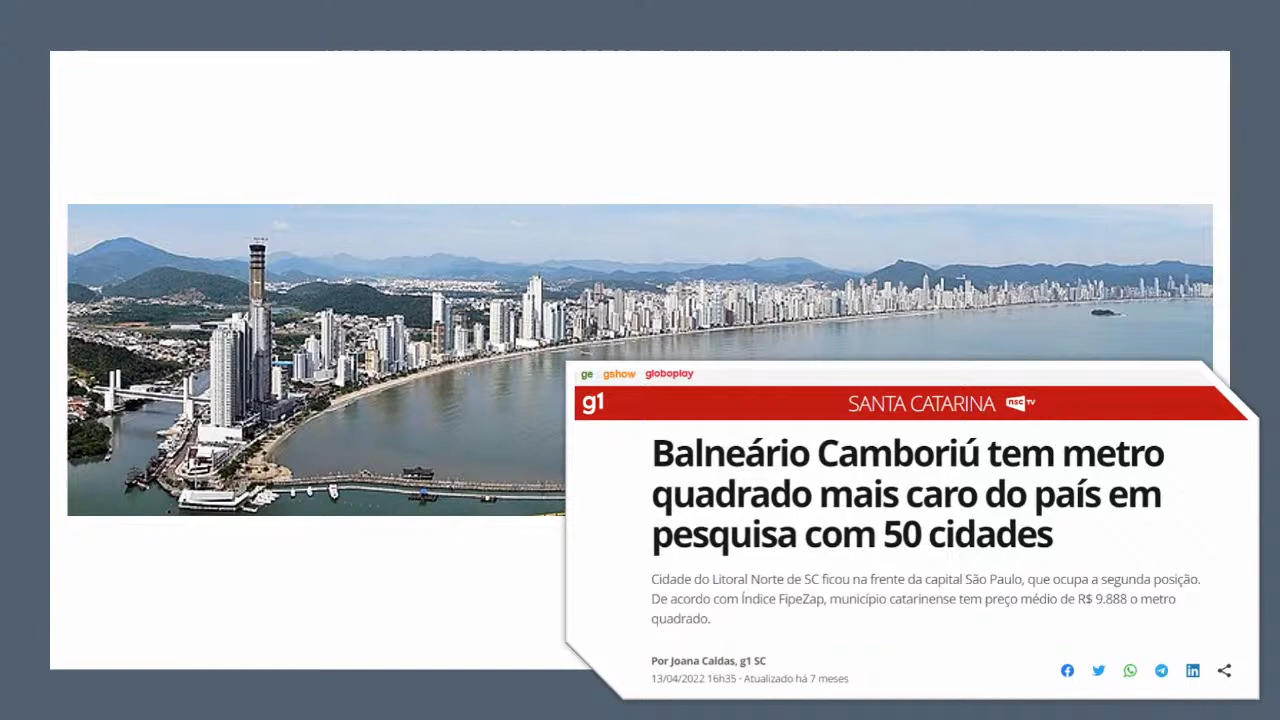 ge gshow globoplay
g1 SANTA CATARINA nsc TV
Balneário Camboriú tem metro
quadrado mais caro do país em
pesquisa com 50 cidades
Cidade do Litoral Norte de SC ficou na frente da capital São Paulo, que ocupa a segunda posição.
De acordo com Índice FipeZap, município catarinense tem preço médio de R$ 9.888 o metro
quadrado.
Por Joana Caldas, g1 SC
13/04/2022 16h35 · Atualizado há 7 meses